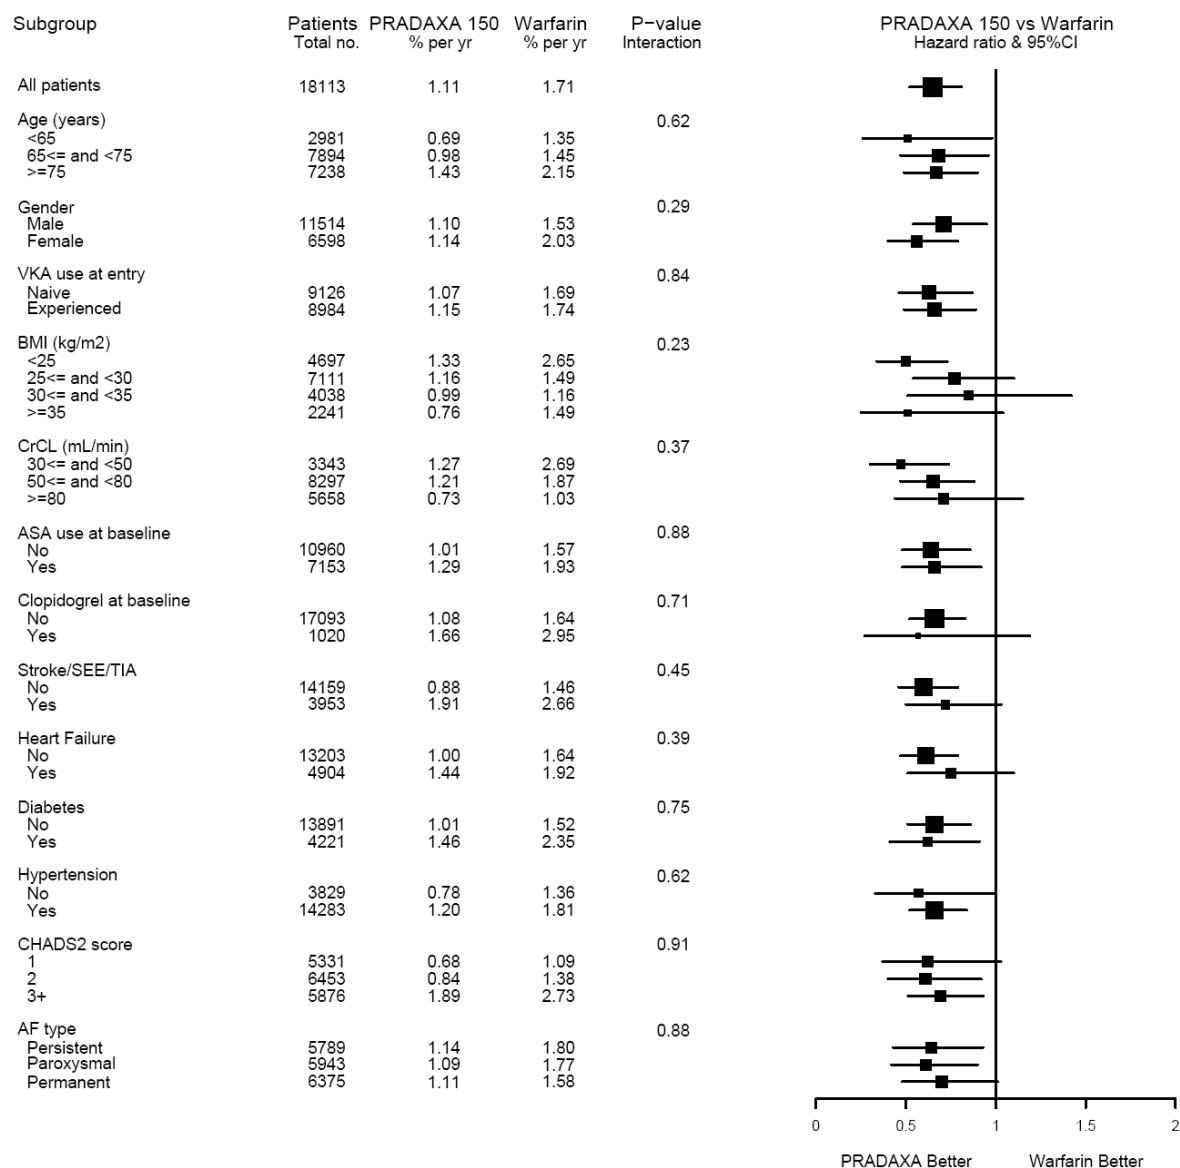 Subgroup Patients PRADAXA 150 Warfarin P−value PRADAXA 150 vs Warfarin
Total no. % per yr % per yr Interaction Hazard ratio & 95%CI
All patients 18113 1.11 1.71
Age (years) 0.62
<65 2981 0.69 1.35
65<= and <75 7894 0.98 1.45
>=75 7238 1.43 2.15
Gender 0.29
Male 11514 1.10 1.53
Female 6598 1.14 2.03
VKA use at entry 0.84
Naive 9126 1.07 1.69
Experienced 8984 1.15 1.74
BMI (kg/m2) 0.23
<25 4697 1.33 2.65
25<= and <30 7111 1.16 1.49
30<= and <35 4038 0.99 1.16
>=35 2241 0.76 1.49
CrCL (mL/min) 0.37
30<= and <50 3343 1.27 2.69
50<= and <80 8297 1.21 1.87
>=80 5658 0.73 1.03
ASA use at baseline 0.88
No 10960 1.01 1.57
Yes 7153 1.29 1.93
Clopidogrel at baseline 0.71
No 17093 1.08 1.64
Yes 1020 1.66 2.95
Stroke/SEE/TIA 0.45
No 14159 0.88 1.46
Yes 3953 1.91 2.66
Heart Failure 0.39
No 13203 1.00 1.64
Yes 4904 1.44 1.92
Diabetes 0.75
No 13891 1.01 1.52
Yes 4221 1.46 2.35
Hypertension 0.62
No 3829 0.78 1.36
Yes 14283 1.20 1.81
CHADS2 score 0.91
1 5331 0.68 1.09
2 6453 0.84 1.38
3+ 5876 1.89 2.73
AF type 0.88
Persistent 5789 1.14 1.80
Paroxysmal 5943 1.09 1.77
Permanent 6375 1.11 1.58
0 0.5 1 1.5 2
PRADAXA Better Warfarin Better